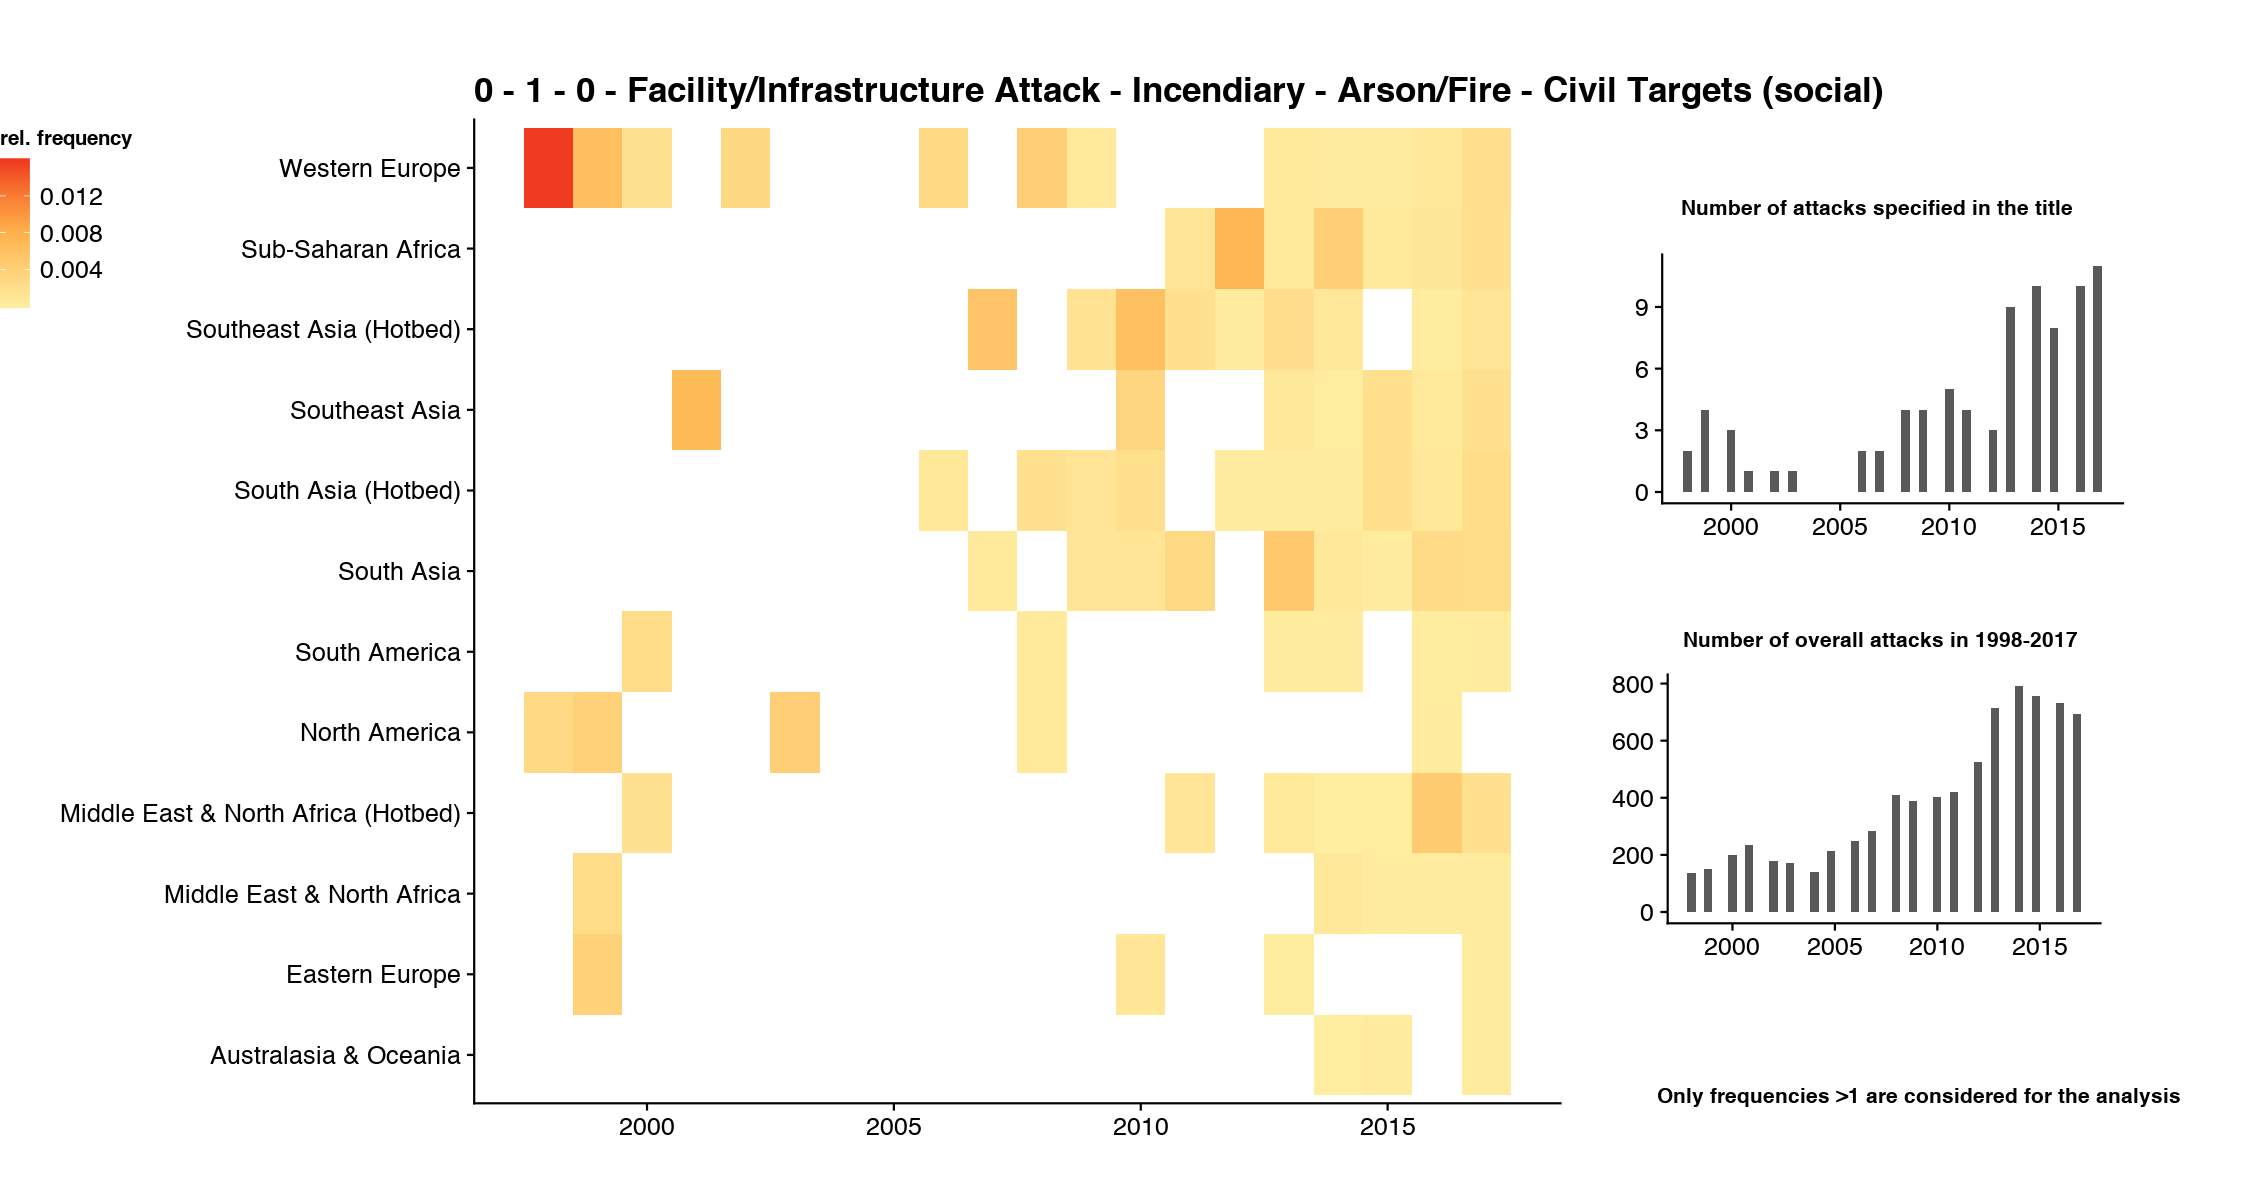 0 - 1 - 0 - Facility/Infrastructure Attack - Incendiary - Arson/Fire - Civil Targets (social)
rel. frequency
0.012
0.008
0.004
Western Europe
Sub-Saharan Africa
Southeast Asia (Hotbed)
Southeast Asia
South Asia (Hotbed)
South Asia
South America
North America
Middle East & North Africa (Hotbed)
Middle East & North Africa
Eastern Europe
Australasia & Oceania
2000 2005 2010 2015
Number of attacks specified in the title
9
6
3
0
2000 2005 2010 2015
Number of overall attacks in 1998-2017
800
600
400
200
0
2000 2005 2010 2015
Only frequencies >1 are considered for the analysis